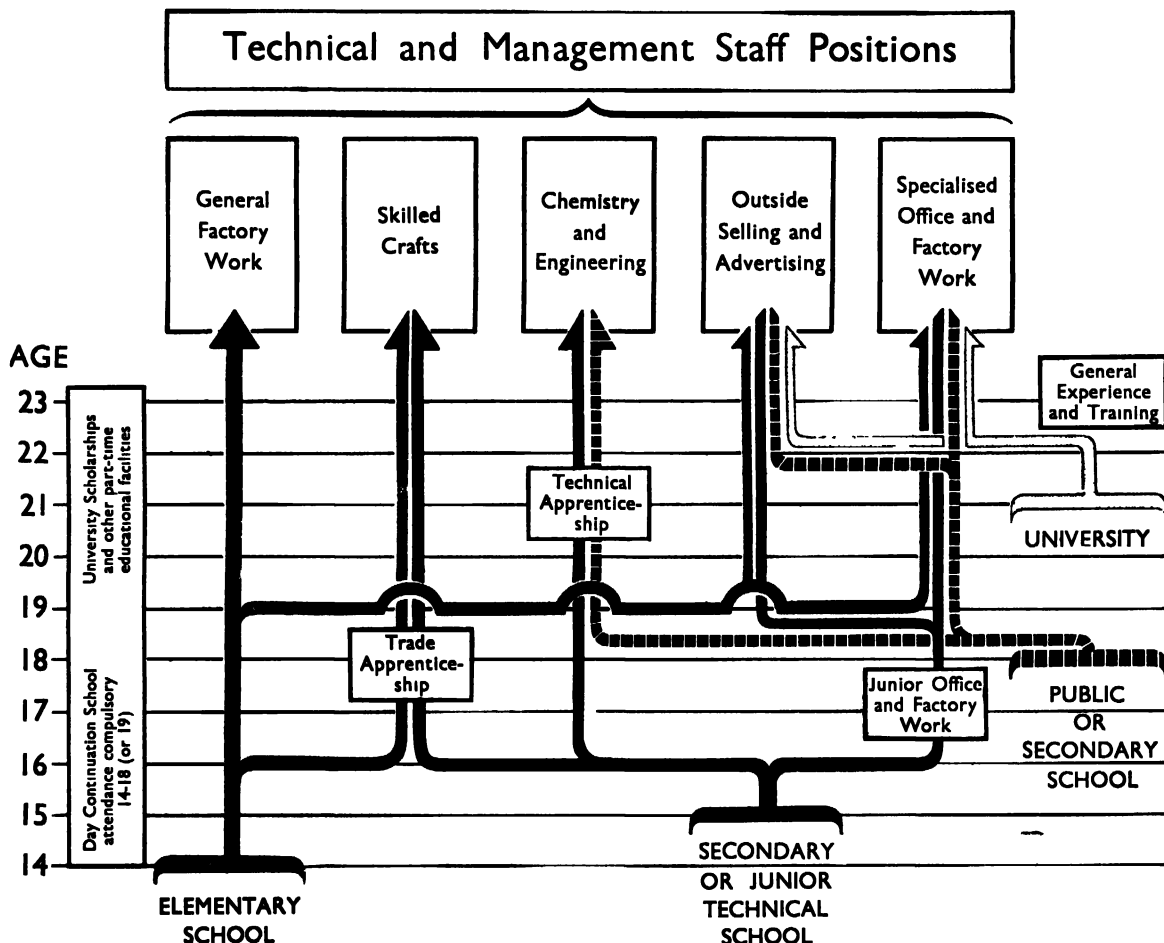 Technical and Management Staff Positions
General
Factory
Work
Skilled
Crafts
Chemistry
and
Engineering
Outside
Selling and
Advertising
Specialised
Office and
Factory
Work
AGE
23
22
21
20
19
18
17
16
15
14
University Scholarships
and other part-time
educational facilities
Day Continuation School
attendance compulsory
14-18 (or 19)
General
Experience
and Training
Technical
Apprentice-
ship
UNIVERSITY
Trade
Apprentice-
ship
Junior Office
and Factory
Work
PUBLIC
OR
SECONDARY
SCHOOL
ELEMENTARY
SCHOOL
SECONDARY
OR JUNIOR
TECHNICAL
SCHOOL